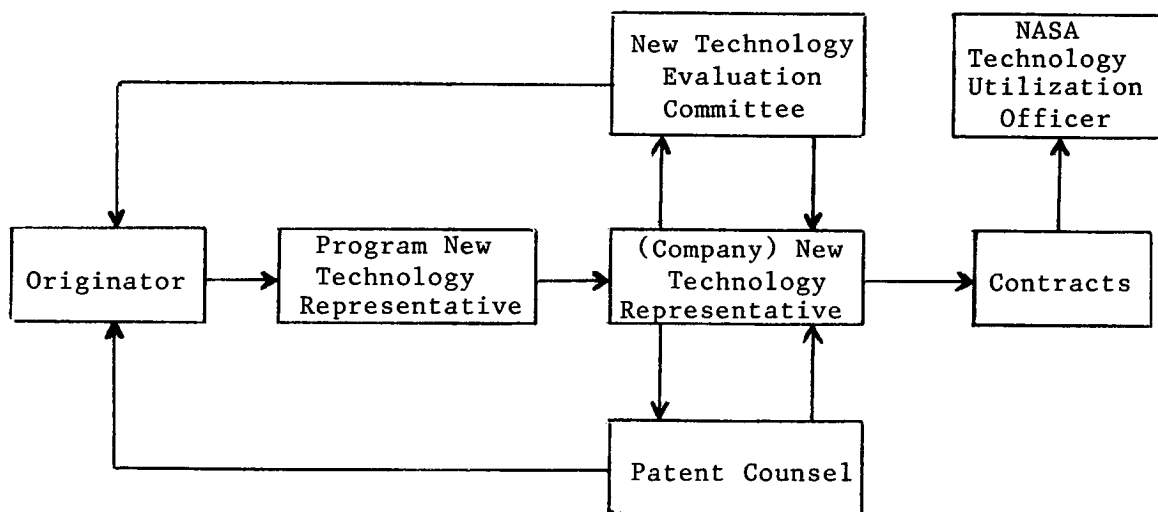 New Technology
Evaluation
Committee
NASA
Technology
Utilization
Officer
Originator
Program New
Technology
Representative
(Company) New
Technology
Representative
Contracts
Patent Counsel